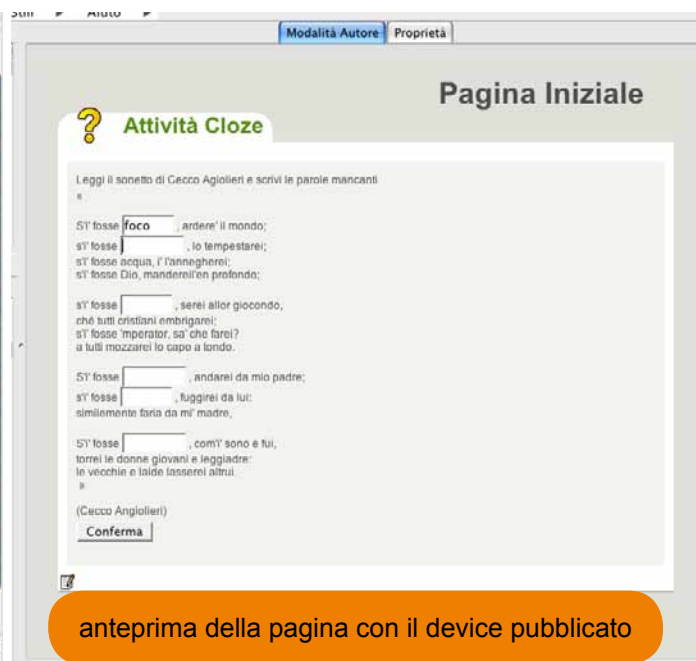 Stili ► Aiuto ►
Modalità Autore Proprietà
Pagina Iniziale
? Attività Cloze
Leggi il sonetto di Cecco Agiolieri e scrivi le parole mancanti
«
S'i' fosse foco , ardere' il mondo;
s'i' fosse , lo tempestarei;
s'i' fosse acqua, i' l'annegherei;
s'i' fosse Dio, mandereil'en profondo;
s'i' fosse , serei allor giocondo,
ché tutti cristiani embrigarei;
s'i' fosse 'mperator, sa' che farei?
a tutti mozzarei lo capo a tondo.
S'i' fosse , andarei da mio padre;
s'i' fosse , fuggirei da lui:
similemente faria da mi' madre,
S'i' fosse , com'i' sono e fui,
torrei le donne giovani e leggiadre:
le vecchie e laide lasserei altrui.
»
(Cecco Angiolieri)
Conferma
anteprima della pagina con il device pubblicato